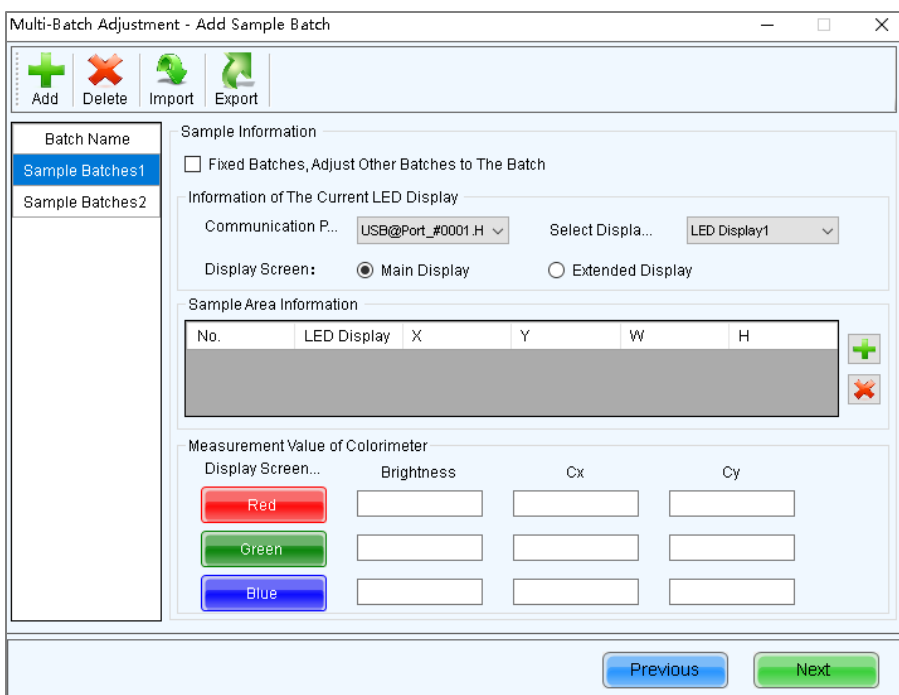 Multi-Batch Adjustment - Add Sample Batch
Add Delete Import Export
Batch Name
Sample Batches1
Sample Batches2
Sample Information
Fixed Batches, Adjust Other Batches to The Batch
Information of The Current LED Display
Communication P... USB@Port_#0001.H Select Displa... LED Display1
Display Screen: Main Display Extended Display
Sample Area Information
No. LED Display X Y W H
Measurement Value of Colorimeter
Display Screen... Brightness Cx Cy
Red
Green
Blue
Previous Next